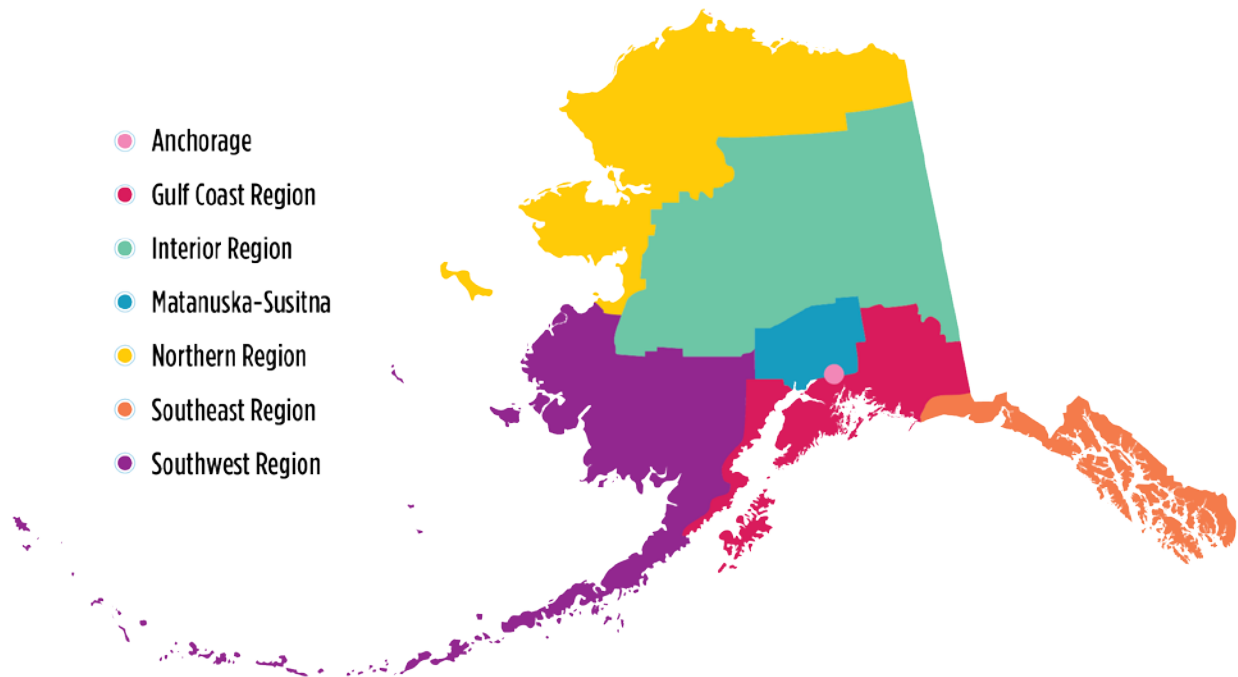 Anchorage
Gulf Coast Region
Interior Region
Matanuska-Susitna
Northern Region
Southeast Region
Southwest Region